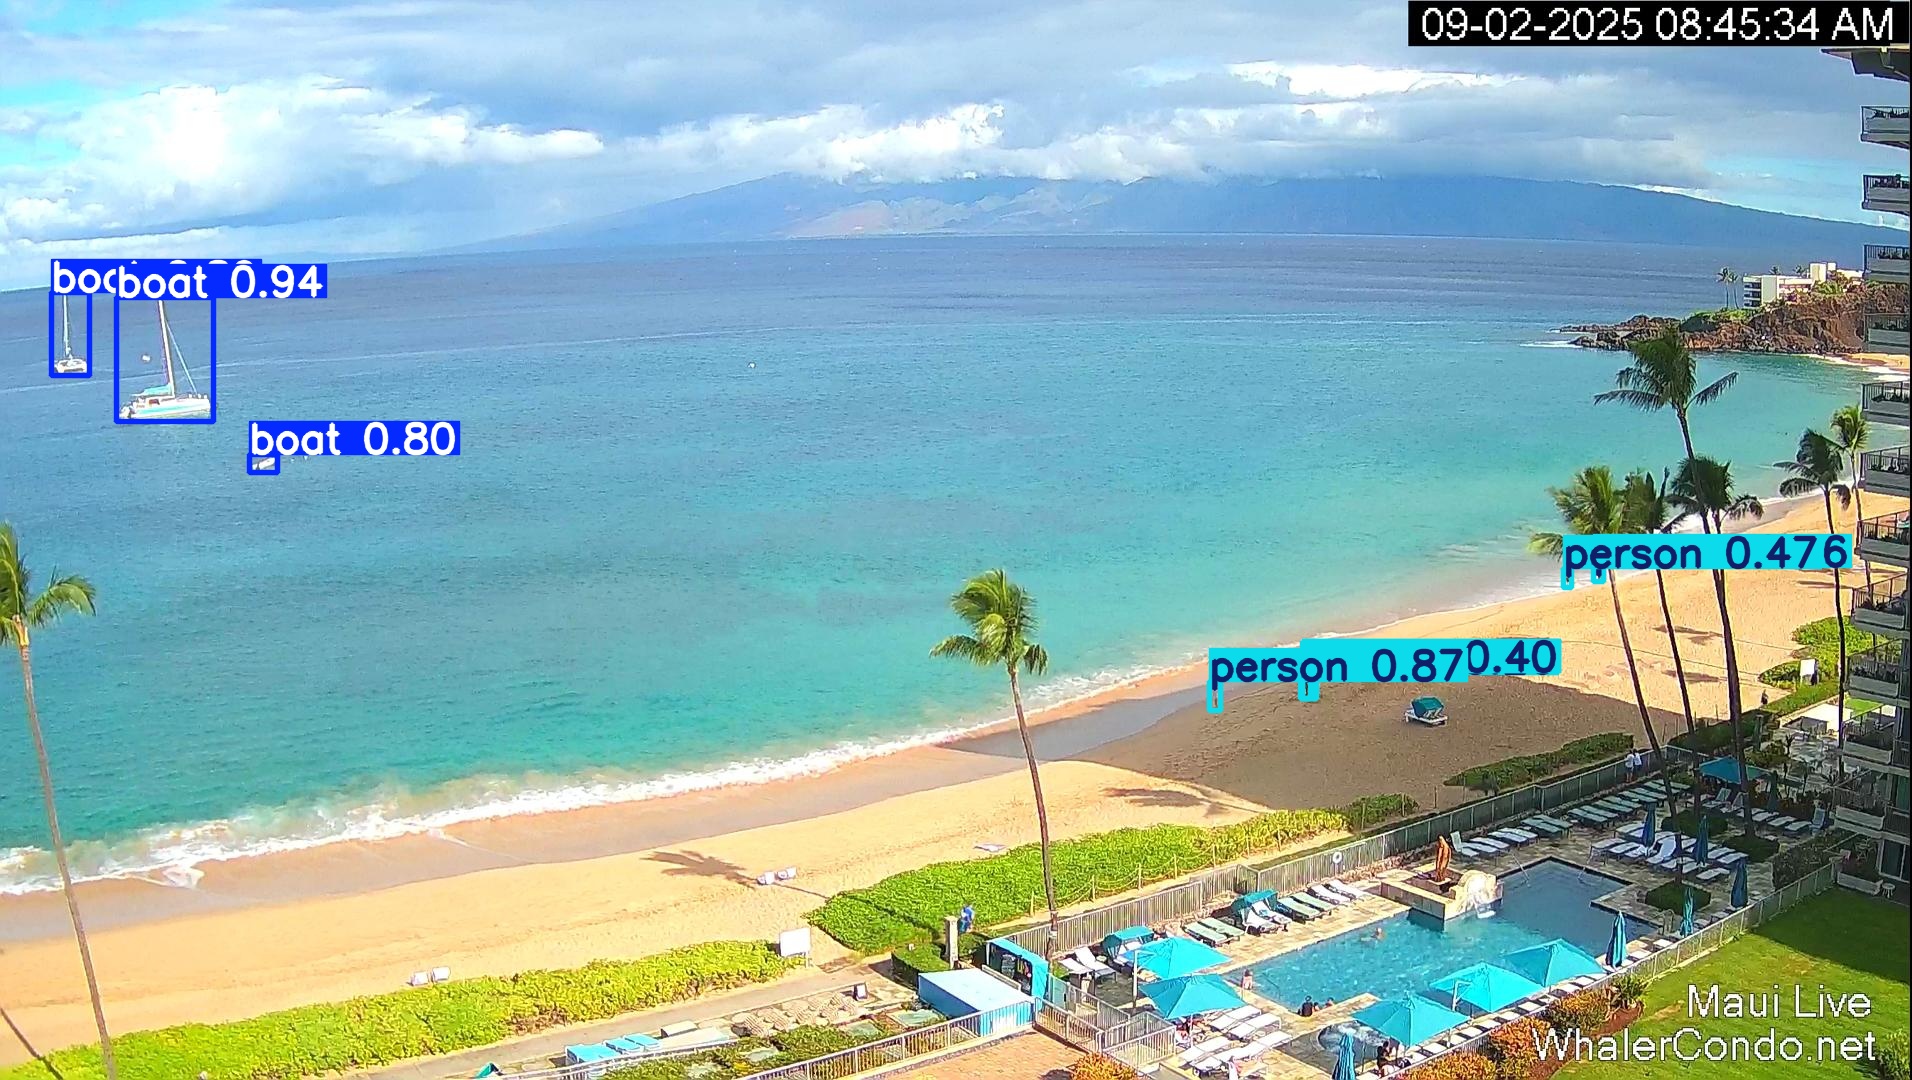 09-02-2025 08:45:34 AM
boat 0.94
boat 0.80
person 0.476
person 0.87 0.40
Maui Live
WhalerCondo.net